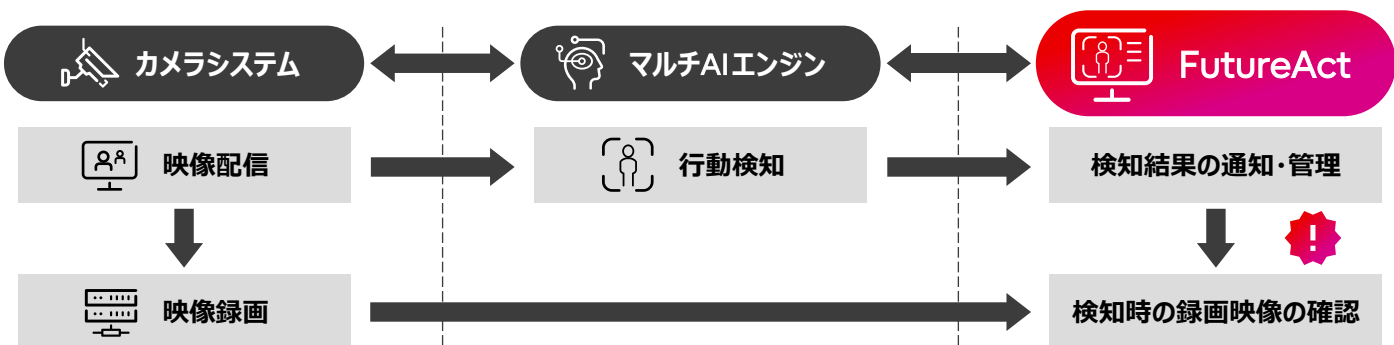 カメラシステム
マルチAIエンジン
FutureAct
映像配信
行動検知
検知結果の通知・管理
映像録画
検知時の録画映像の確認